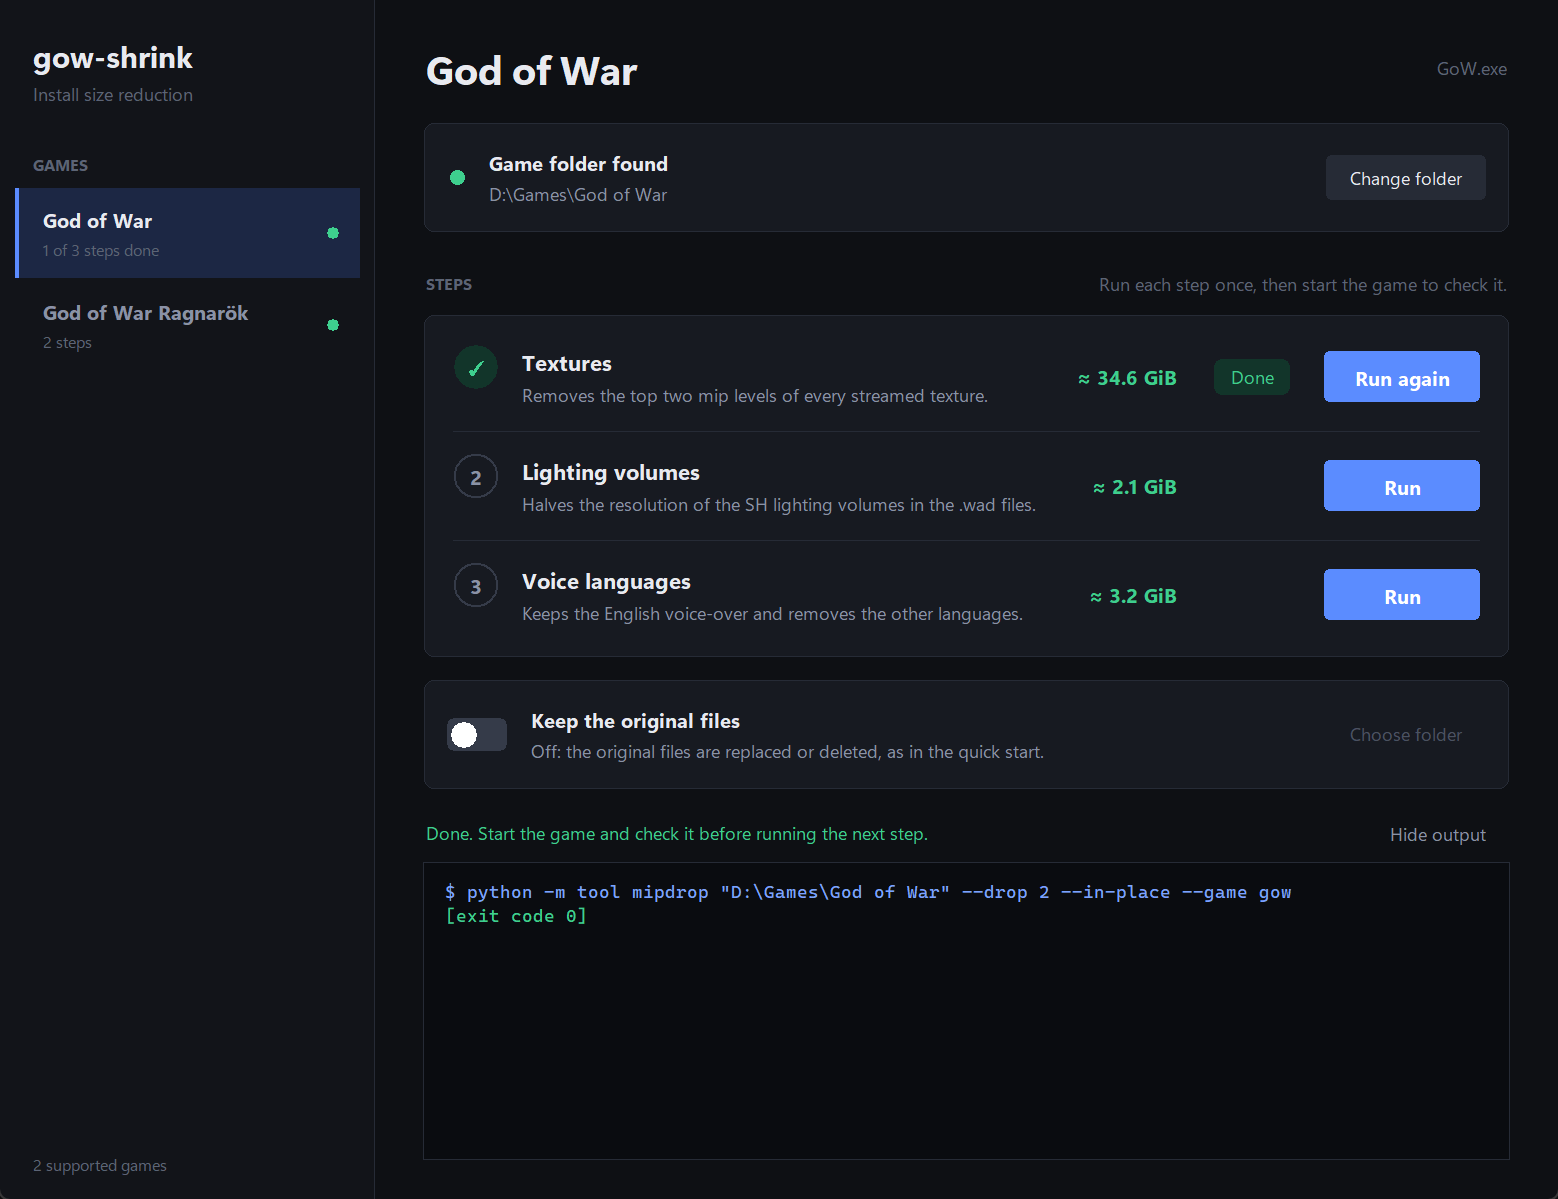 gow-shrink
Install size reduction
GAMES
God of War
1 of 3 steps done
God of War Ragnarök
2 steps
2 supported games
God of War
GoW.exe
Game folder found
D:\Games\God of War
Change folder
STEPS
Run each step once, then start the game to check it.
✓
Textures
Removes the top two mip levels of every streamed texture.
≈ 34.6 GiB
Done
Run again
2
Lighting volumes
Halves the resolution of the SH lighting volumes in the .wad files.
≈ 2.1 GiB
Run
3
Voice languages
Keeps the English voice-over and removes the other languages.
≈ 3.2 GiB
Run
Keep the original files
Off: the original files are replaced or deleted, as in the quick start.
Choose folder
Done. Start the game and check it before running the next step.
Hide output
$ python -m tool mipdrop "D:\Games\God of War" --drop 2 --in-place --game gow
[exit code 0]